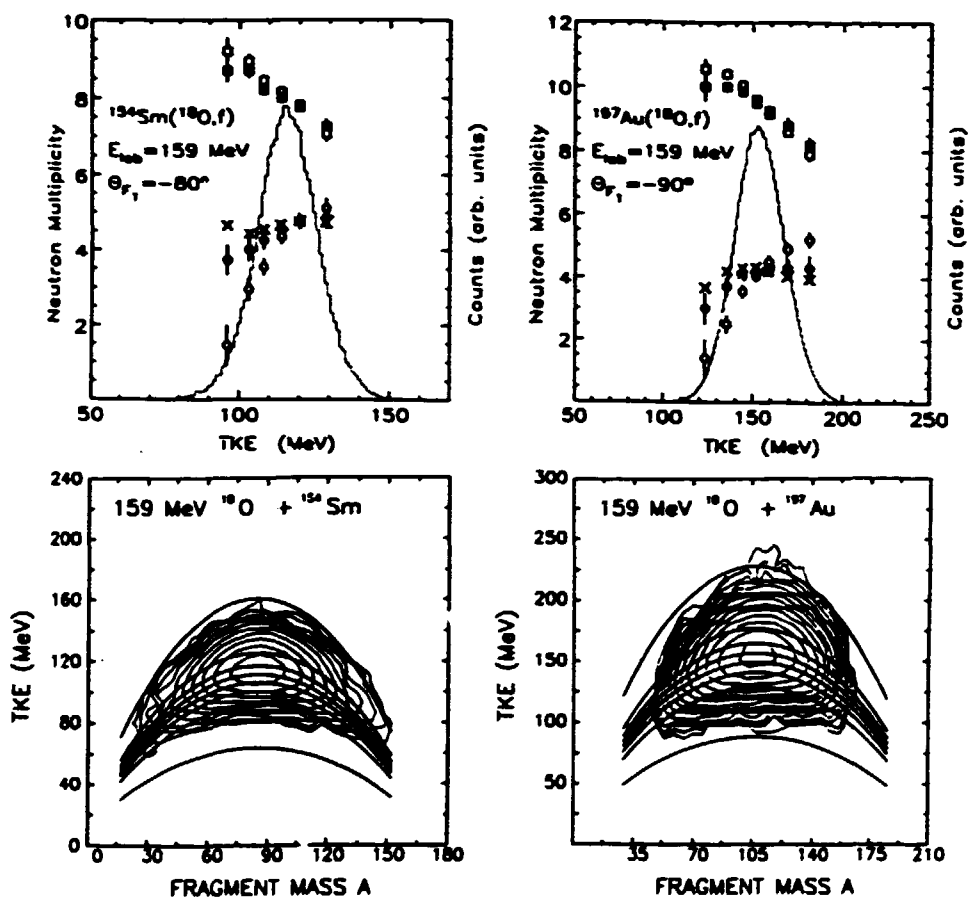 10
8
6
4
2
Neutron Multiplicity
¹⁵⁴Sm(¹⁸O,f)
E_lab=159 MeV
Θ_F₁=−80°
Counts (arb. units)
50
100
150
TKE (MeV)
12
10
8
6
4
2
Neutron Multiplicity
¹⁹⁷Au(¹⁸O,f)
E_lab=159 MeV
Θ_F₁=−90°
Counts (arb. units)
50
100
150
200
250
TKE (MeV)
240
200
160
120
80
40
0
TKE (MeV)
159 MeV ¹⁸O + ¹⁵⁴Sm
0
30
60
90
120
150
180
FRAGMENT MASS A
300
250
200
150
100
50
0
TKE (MeV)
159 MeV ¹⁸O + ¹⁹⁷Au
35
70
105
140
175
210
FRAGMENT MASS A